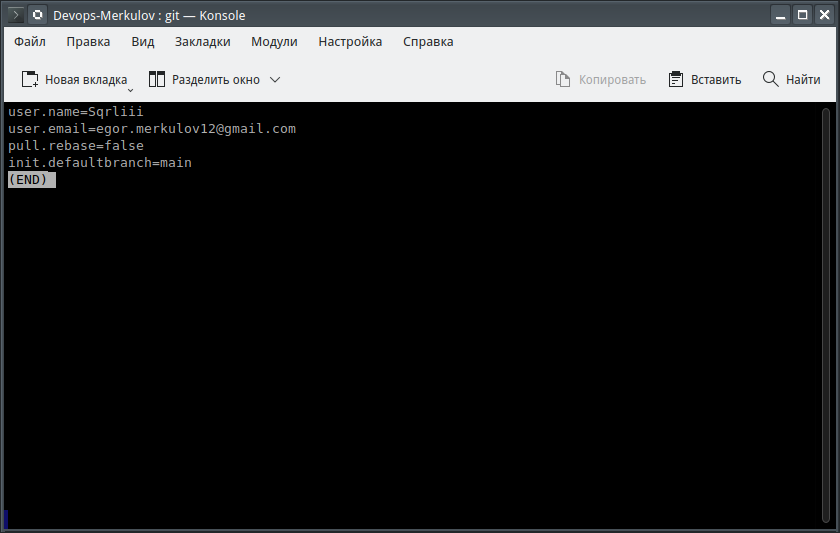 Devops-Merkulov : git — Konsole
Файл Правка Вид Закладки Модули Настройка Справка
Новая вкладка Разделить окно Копировать Вставить Найти
user.name=Sqrliii
user.email=egor.merkulov12@gmail.com
pull.rebase=false
init.defaultbranch=main
(END)